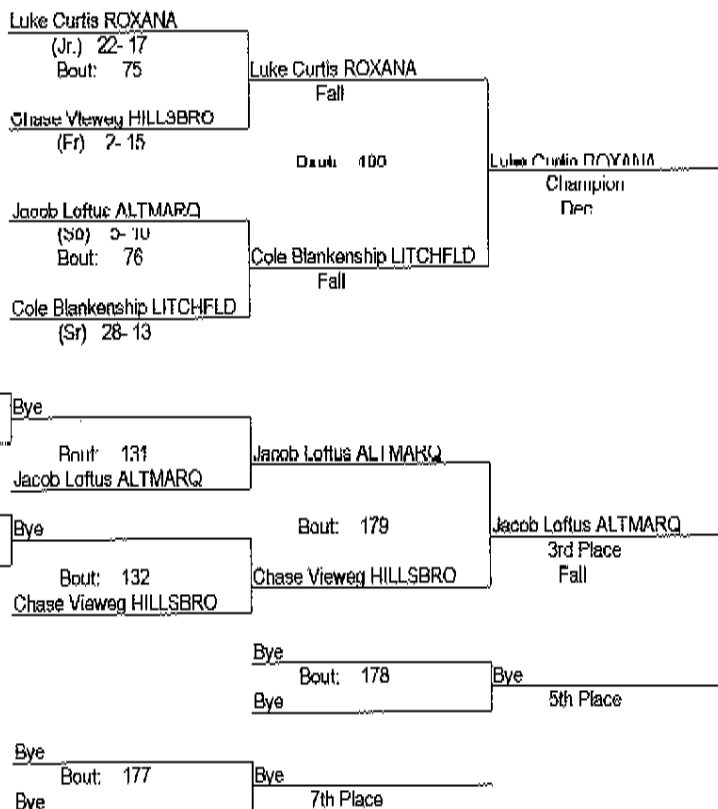 Luke Curtis ROXANA
(Jr.) 22- 17
Bout: 75
Luke Curtis ROXANA
Fall
Chase Vieweg HILLSBRO
(Fr) 2- 15
Bout:
Luke Curtis ROXANA
Champion
Dec
Jacob Loftus ALTMARQ
(So)
Bout: 76
Cole Blankenship LITCHFLD
Fall
Cole Blankenship LITCHFLD
(Sr) 28- 13
Bye
Bout: 131
Jacob Loftus ALTMARQ
Jacob Loftus ALTMARQ
Bye
Bout: 179
Jacob Loftus ALTMARQ
3rd Place
Fall
Bout: 132
Chase Vieweg HILLSBRO
Chase Vieweg HILLSBRO
Bye
Bout: 178
Bye
Bye
5th Place
Bye
Bout: 177
Bye
Bye
7th Place